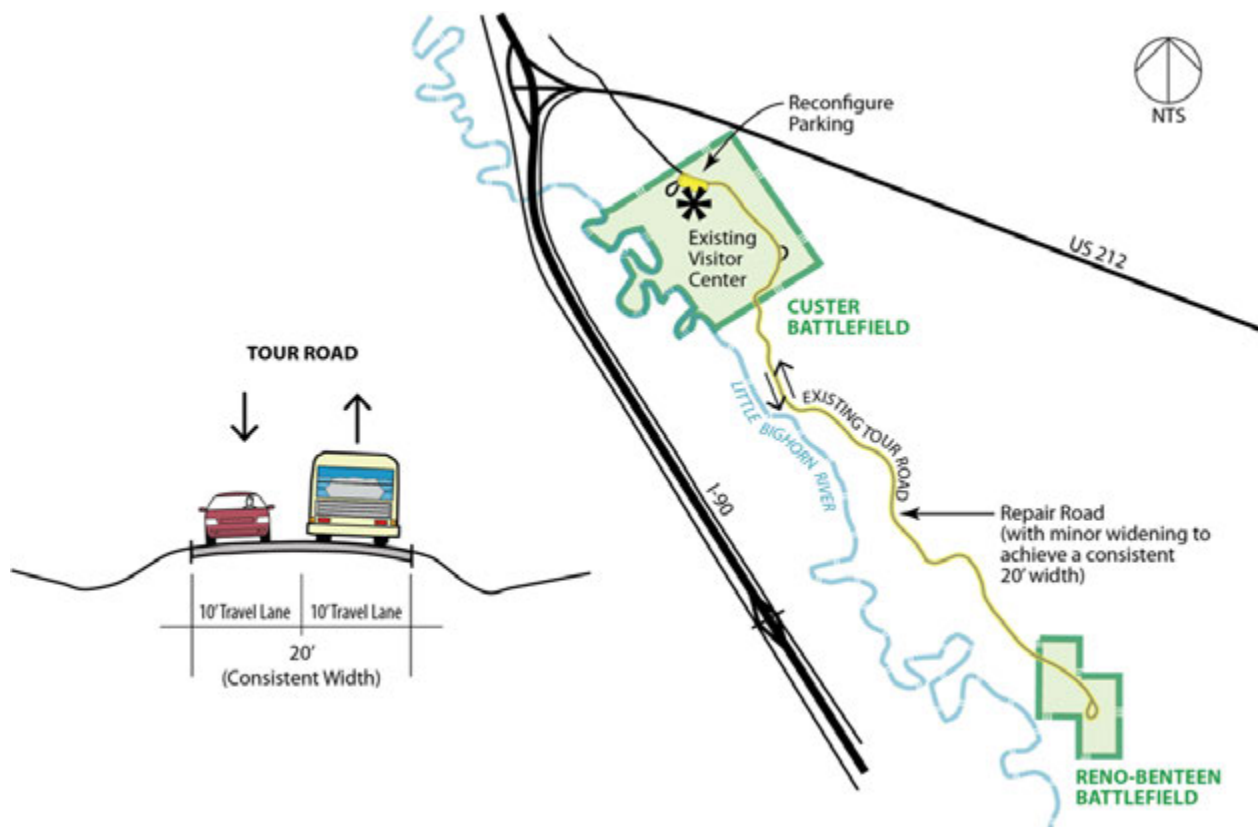 NTS
Reconfigure
Parking
US 212
Existing
Visitor
Center
CUSTER
BATTLEFIELD
TOUR ROAD
EXISTING TOUR ROAD
LITTLE BIGHORN RIVER
I-90
Repair Road
(with minor widening to
achieve a consistent
20' width)
10' Travel Lane
10' Travel Lane
20'
(Consistent Width)
RENO-BENTEEN
BATTLEFIELD